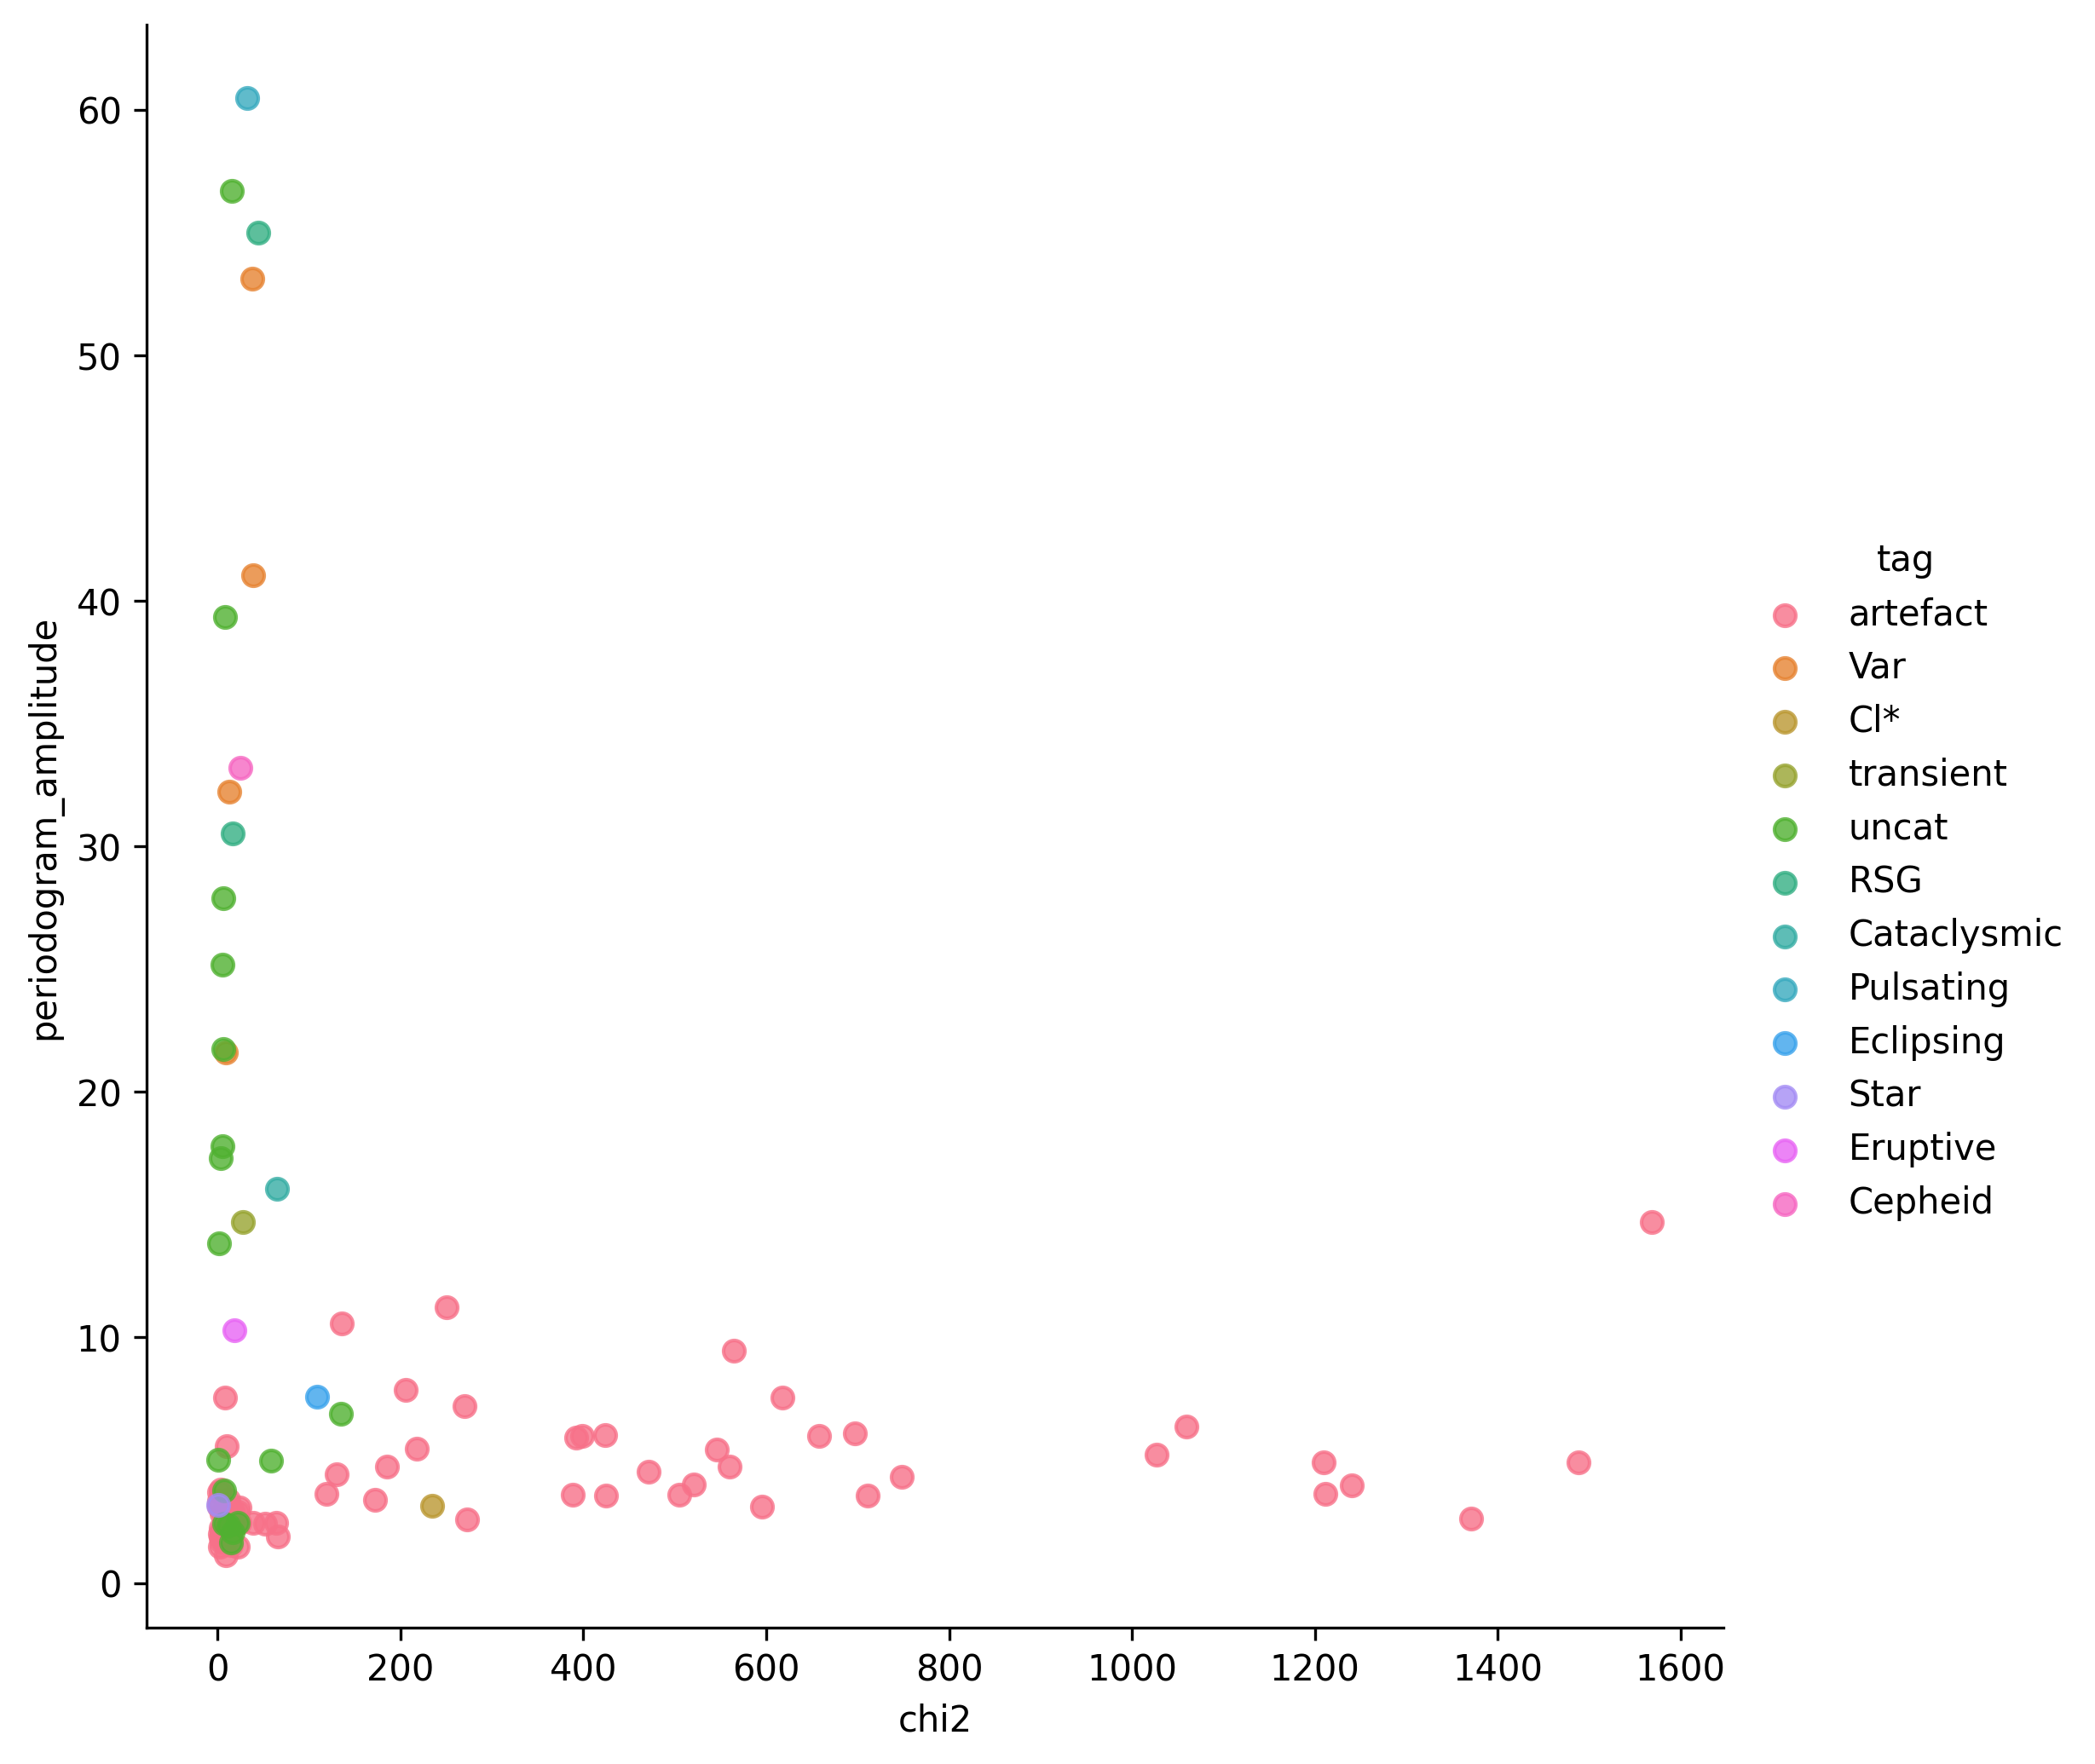 60
50
40
30
20
10
0
periodogram_amplitude
0 200 400 600 800 1000 1200 1400 1600
chi2
tag
artefact
Var
Cl*
transient
uncat
RSG
Cataclysmic
Pulsating
Eclipsing
Star
Eruptive
Cepheid